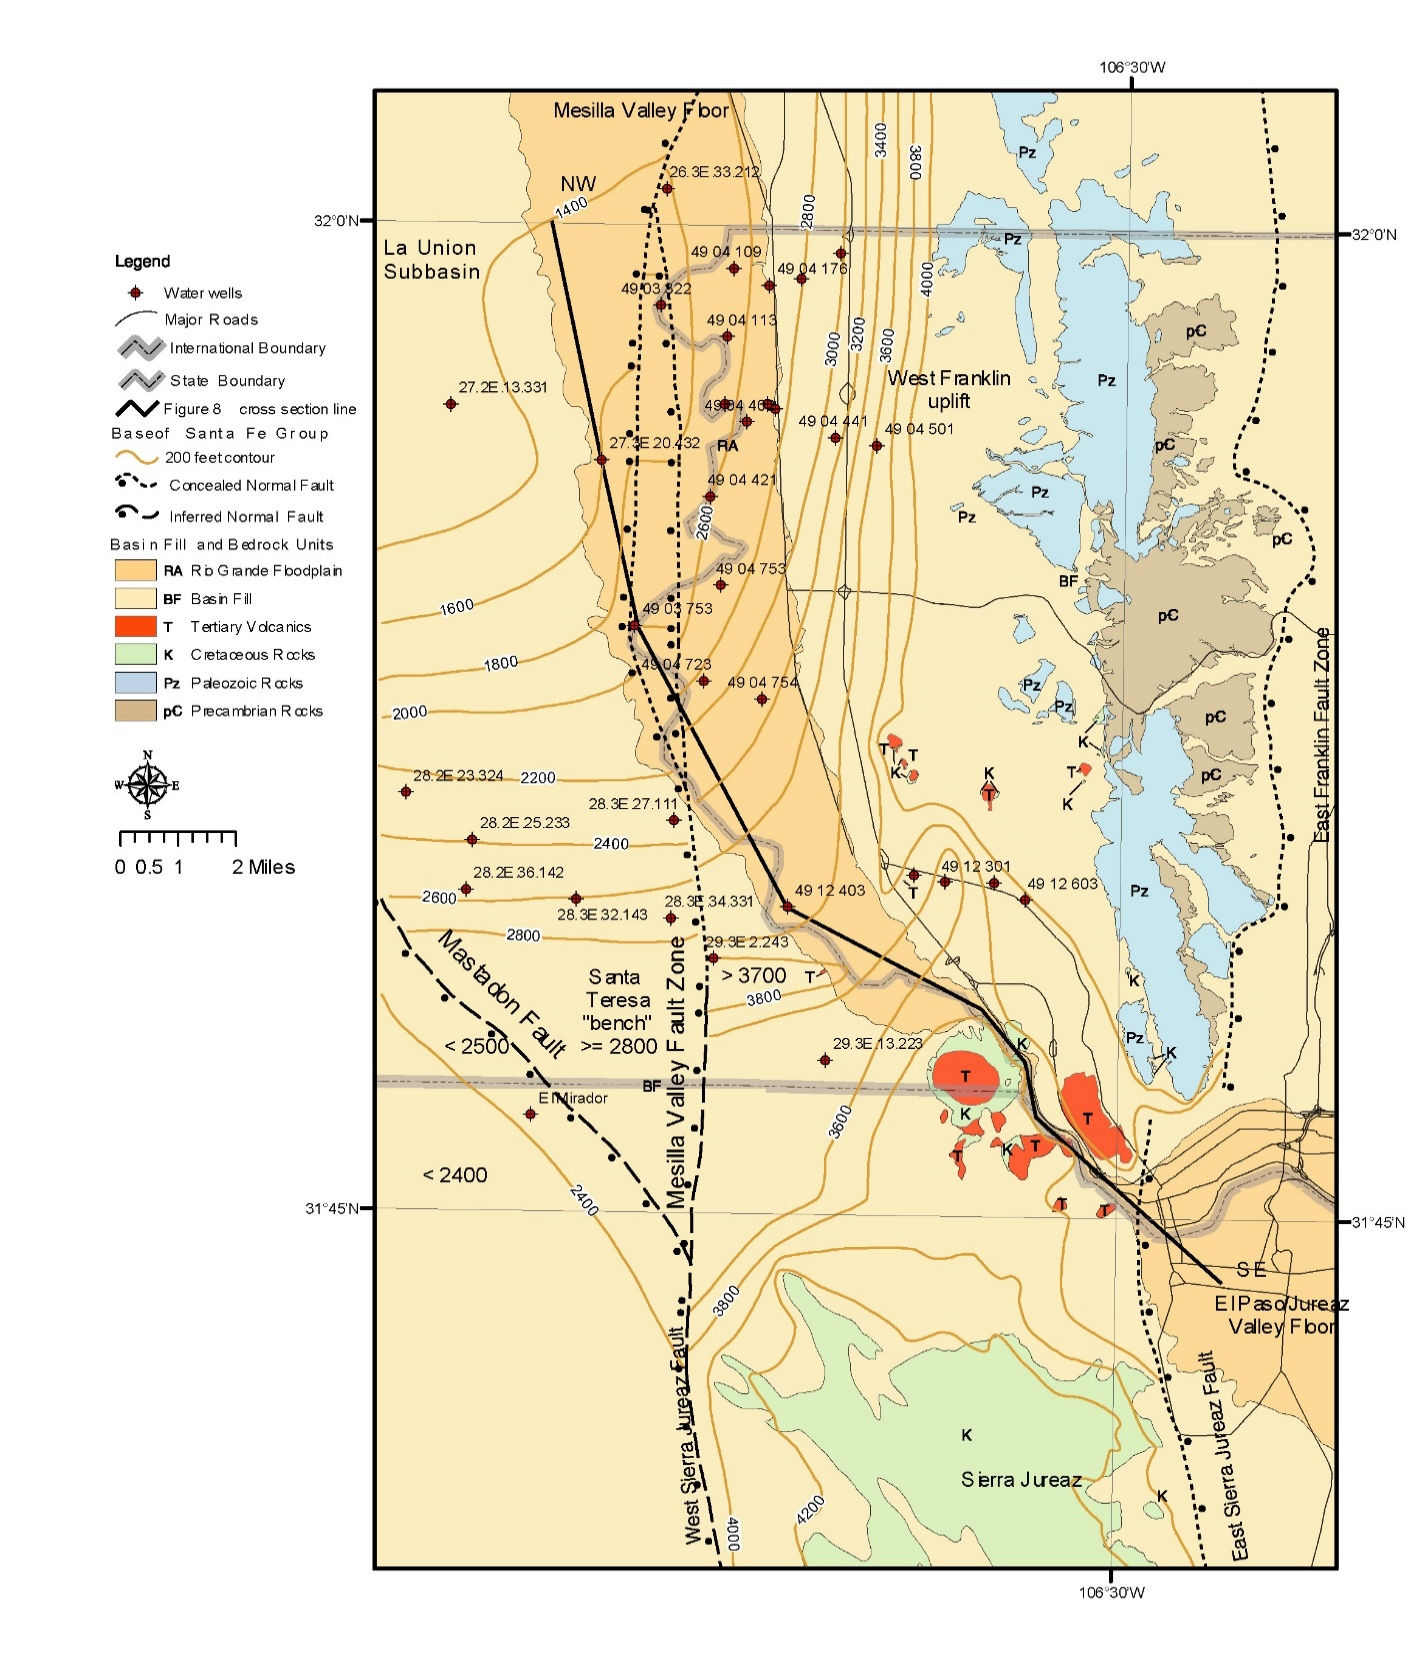 106°30'W
Mesilla Valley Floor
3400
3800
26.3E 33.212
NW
1400
2800
32°0'N
32°0'N
La Union
Subbasin
Legend
Water wells
Major Roads
International Boundary
State Boundary
Figure 8 cross section line
Base of Santa Fe Group
200 feet contour
Concealed Normal Fault
Inferred Normal Fault
Basin Fill and Bedrock Units
RA Rio Grande Floodplain
BF Basin Fill
T Tertiary Volcanics
K Cretaceous Rocks
Pz Paleozoic Rocks
pC Precambrian Rocks
N
W E
S
0 0.5 1 2 Miles
Pz
Pz
49 04 109
49 04 176
4000
49 03 322
49 04 113
3000
3200
3600
pC
West Franklin
uplift
Pz
27.2E.13.331
49 04 441
49 04 501
27.3E 20.432
RA
pC
49 04 421
2600
Pz
Pz
pC
49 04 753
BF
1600
49 03 753
pC
East Franklin Fault Zone
1800
49 04 723
49 04 754
Pz
Pz
2000
pC
K
T
T
K
K
T
T
K
pC
28.2E 23.324
2200
28.3E 27.111
28.2E 25.233
2400
28.2E 36.142
49 12 301
49 12 603
T
49 12 403
Pz
2600
28.3E 32.143
28.3E 34.331
2800
29.3E 2.243
Mastadon Fault
Santa
Teresa
"bench"
>= 2800
Mesilla Valley Fault Zone
> 3700
T
3800
K
< 2500
29.3E.13.223
K
Pz
K
BF
T
El Mirador
K
T
3600
T
K
T
< 2400
2400
T
T
31°45'N
31°45'N
SE
El Paso/Jureaz
Valley Floor
3800
West Sierra Jureaz Fault
East Sierra Jureaz Fault
K
Sierra Jureaz
K
4200
4000
106°30'W